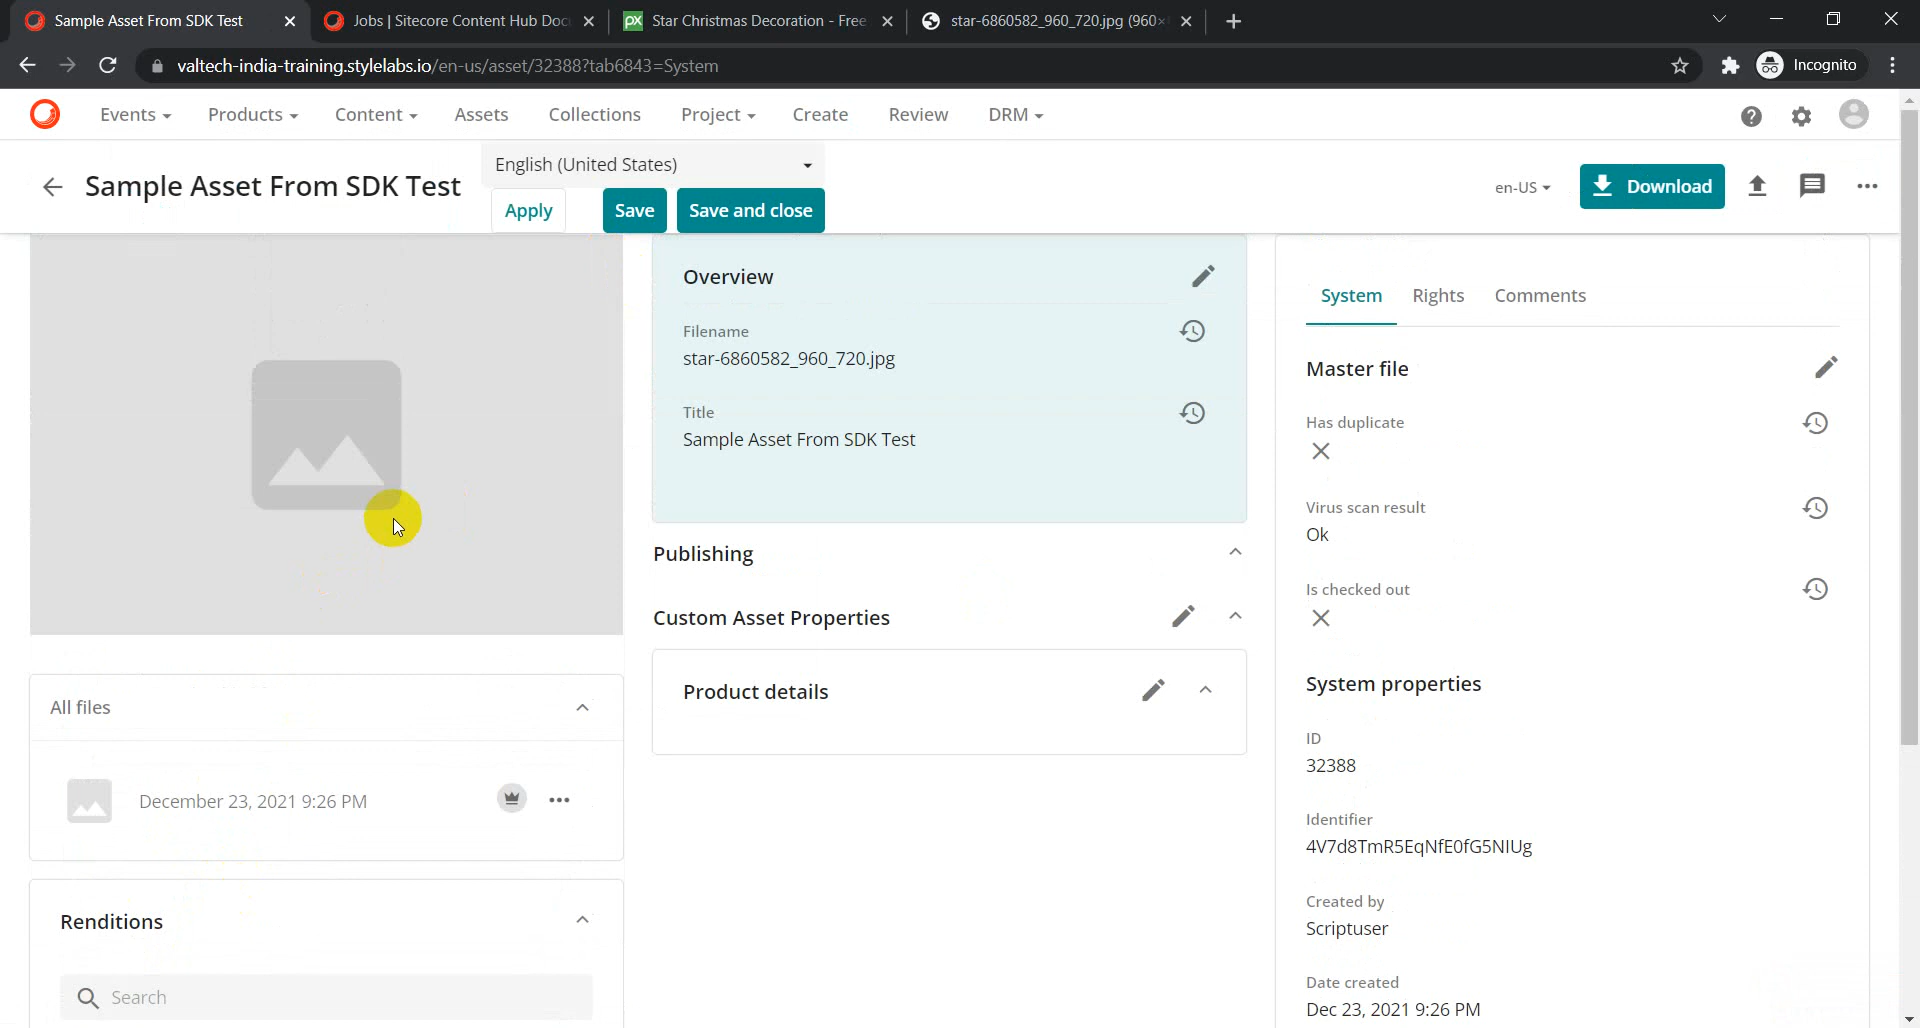 Sample Asset From SDK Test
Jobs | Sitecore Content Hub Doc
Star Christmas Decoration - Free
star-6860582_960_720.jpg (960×
valtech-india-training.stylelabs.io/en-us/asset/32388?tab6843=System
Incognito
Events
Products
Content
Assets
Collections
Project
Create
Review
DRM
Sample Asset From SDK Test
English (United States)
Apply
Save
Save and close
en-US
Download
Overview
Filename
star-6860582_960_720.jpg
Title
Sample Asset From SDK Test
Publishing
Custom Asset Properties
Product details
All files
December 23, 2021 9:26 PM
Renditions
Search
System
Rights
Comments
Master file
Has duplicate
Virus scan result
Ok
Is checked out
System properties
ID
32388
Identifier
4V7d8TmR5EqNfE0fG5NIUg
Created by
Scriptuser
Date created
Dec 23, 2021 9:26 PM